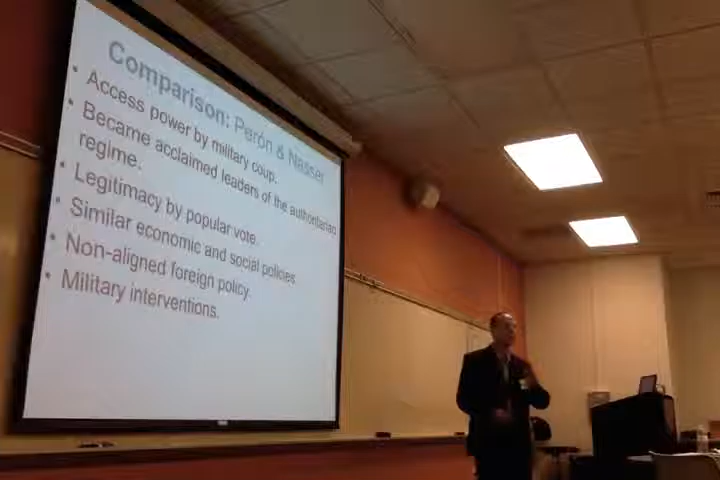 Comparison: Perón & Nasser
• Access power by military coup.
• Became acclaimed leaders of the authoritarian
regime.
• Legitimacy by popular vote.
• Similar economic and social policies.
• Non-aligned foreign policy.
• Military interventions.